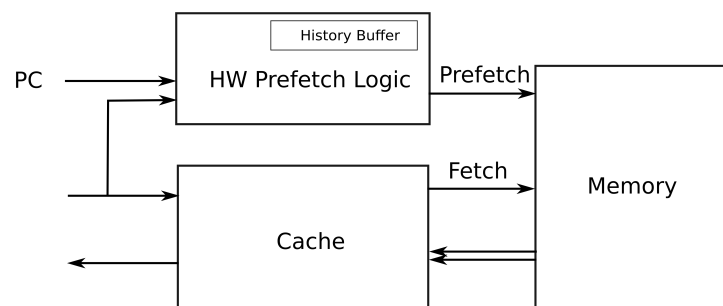 History Buffer
PC
HW Prefetch Logic
Prefetch
Fetch
Memory
Cache